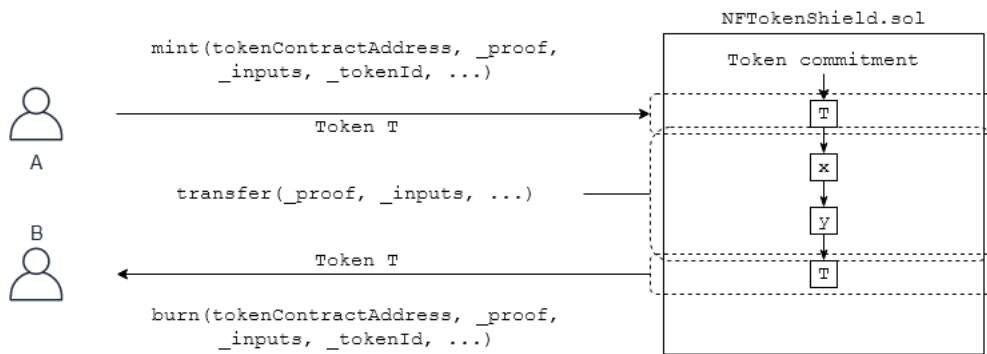 NFTokenShield.sol
mint(tokenContractAddress, _proof,
_inputs, _tokenId, ...)
Token commitment
T
Token T
A
x
transfer(_proof, _inputs, ...)
y
B
Token T
T
burn(tokenContractAddress, _proof,
_inputs, _tokenId, ...)